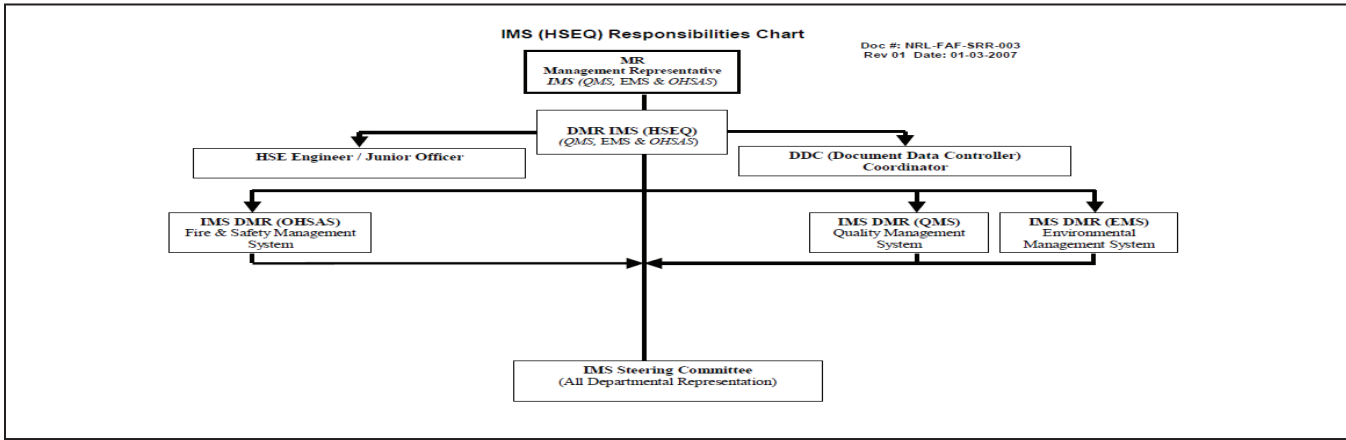 IMS (HSEQ) Responsibilities Chart
Doc #: NRL-FAF-SRR-003
Rev 01 Date: 01-03-2007
MR
Management Representative
IMS (QMS, EMS & OHSAS)
DMR IMS (HSEQ)
(QMS, EMS & OHSAS)
HSE Engineer / Junior Officer
DDC (Document Data Controller)
Coordinator
IMS DMR (OHSAS)
Fire & Safety Management
System
IMS DMR (QMS)
Quality Management
System
IMS DMR (EMS)
Environmental
Management System
IMS Steering Committee
(All Departmental Representation)